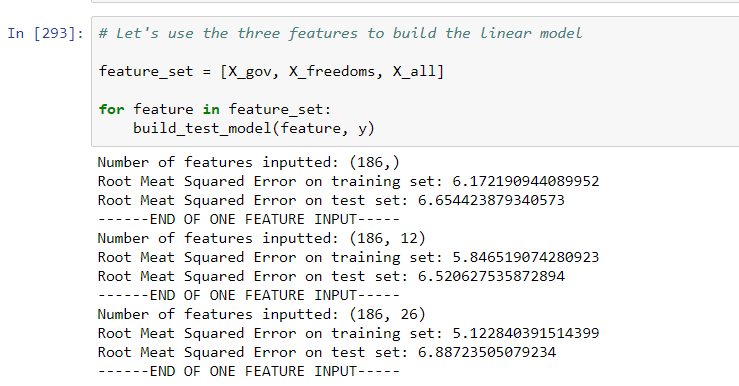 In [293]: # Let's use the three features to build the linear model
feature_set = [X_gov, X_freedoms, X_all]
for feature in feature_set:
    build_test_model(feature, y)
Number of features inputted: (186,)
Root Meat Squared Error on training set: 6.172190944089952
Root Meat Squared Error on test set: 6.654423879340573
------END OF ONE FEATURE INPUT-----
Number of features inputted: (186, 12)
Root Meat Squared Error on training set: 5.846519074280923
Root Meat Squared Error on test set: 6.520627535872894
------END OF ONE FEATURE INPUT-----
Number of features inputted: (186, 26)
Root Meat Squared Error on training set: 5.122840391514399
Root Meat Squared Error on test set: 6.88723505079234
------END OF ONE FEATURE INPUT-----